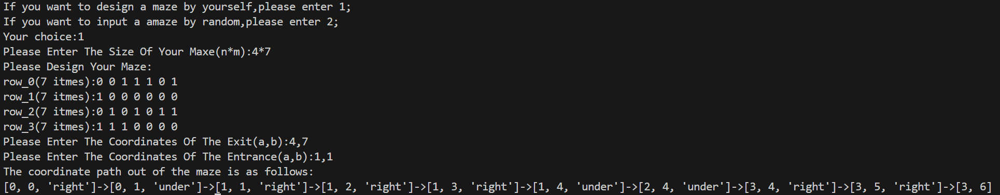 If you want to design a maze by yourself,please enter 1;
If you want to input a amaze by random,please enter 2;
Your choice:1
Please Enter The Size Of Your Maxe(n*m):4*7
Please Design Your Maze:
row_0(7 itmes):0 0 1 1 1 0 1
row_1(7 itmes):1 0 0 0 0 0 0
row_2(7 itmes):0 1 0 1 0 1 1
row_3(7 itmes):1 1 1 0 0 0 0
Please Enter The Coordinates Of The Exit(a,b):4,7
Please Enter The Coordinates Of The Entrance(a,b):1,1
The coordinate path out of the maze is as follows:
[0, 0, 'right']->[0, 1, 'under']->[1, 1, 'right']->[1, 2, 'right']->[1, 3, 'right']->[1, 4, 'under']->[2, 4, 'under']->[3, 4, 'right']->[3, 5, 'right']->[3, 6]